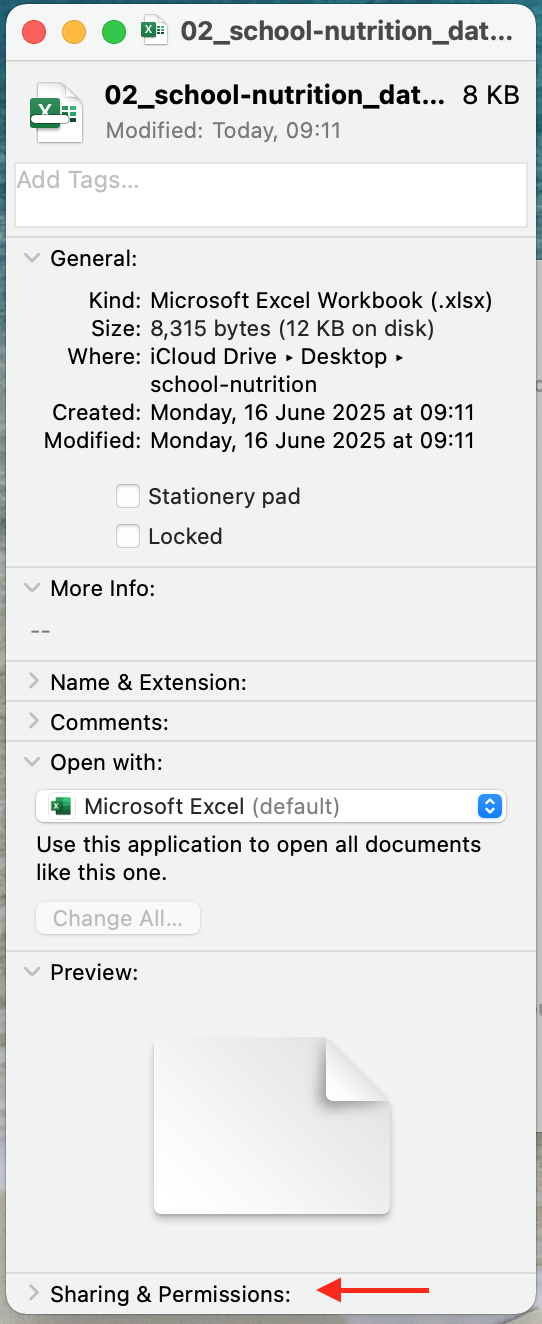 02_school-nutrition_dat...
02_school-nutrition_dat... 8 KB
Modified: Today, 09:11
Add Tags...
General:
Kind: Microsoft Excel Workbook (.xlsx)
Size: 8,315 bytes (12 KB on disk)
Where: iCloud Drive ▸ Desktop ▸
school-nutrition
Created: Monday, 16 June 2025 at 09:11
Modified: Monday, 16 June 2025 at 09:11
Stationery pad
Locked
More Info:
--
Name & Extension:
Comments:
Open with:
Microsoft Excel (default)
Use this application to open all documents
like this one.
Change All...
Preview:
Sharing & Permissions: